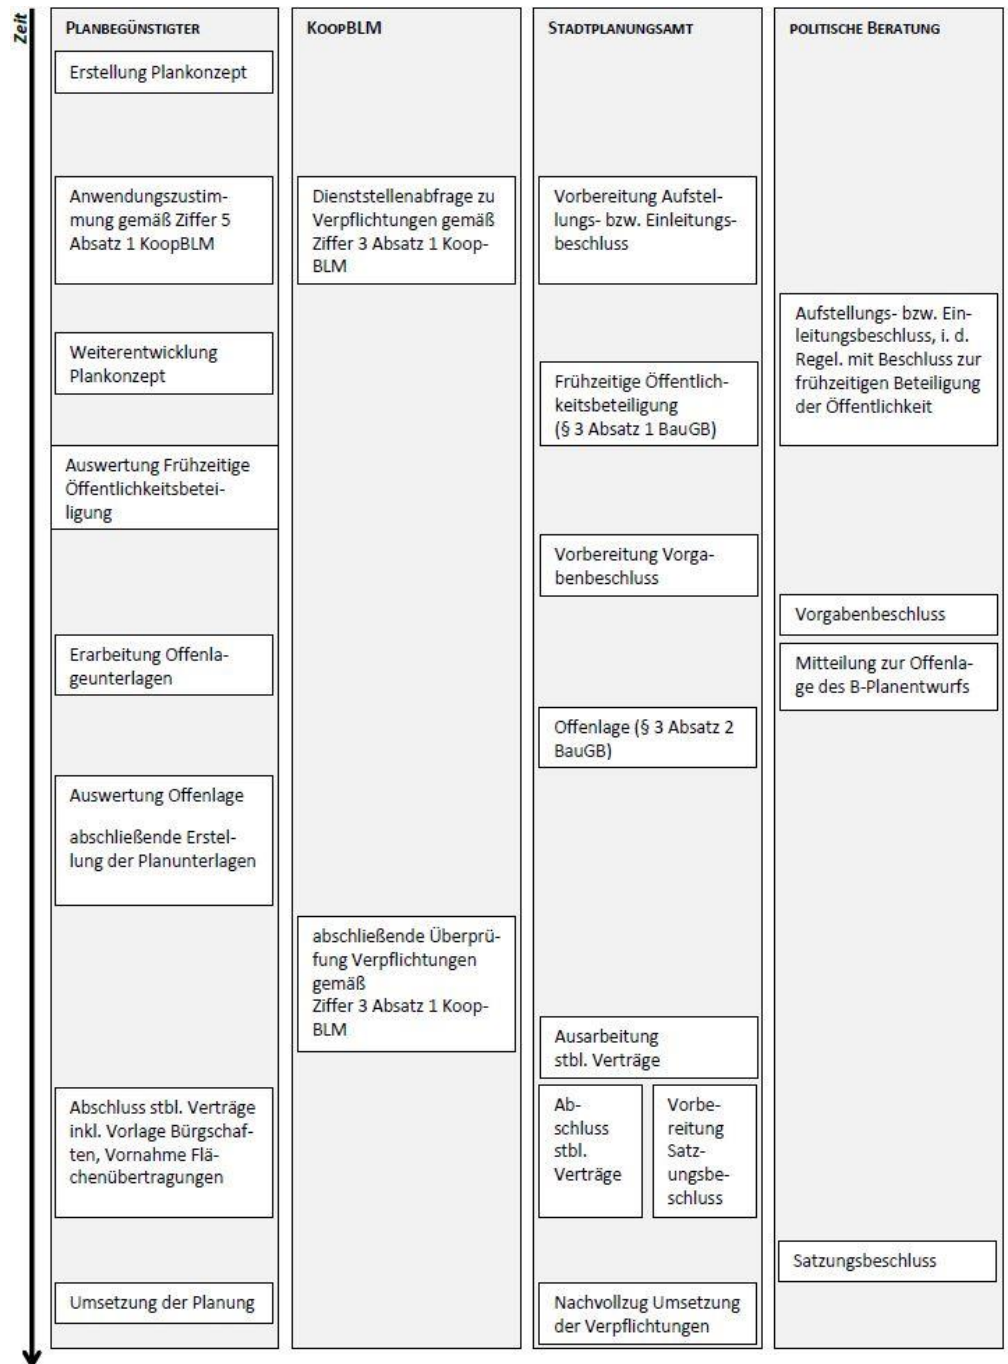 Zeit
PLANBEGÜNSTIGTER
Erstellung Plankonzept
Anwendungszustim-
mung gemäß Ziffer 5
Absatz 1 KoopBLM
Weiterentwicklung
Plankonzept
Auswertung Frühzeitige
Öffentlichkeitsbetei-
ligung
Erarbeitung Offenla-
geunterlagen
Auswertung Offenlage
abschließende Erstel-
lung der Planunterlagen
Abschluss stbl. Verträge
inkl. Vorlage Bürgschaf-
ten, Vornahme Flä-
chenübertragungen
Umsetzung der Planung
KOOPBLM
Dienststellenabfrage zu
Verpflichtungen gemäß
Ziffer 3 Absatz 1 Koop-
BLM
abschließende Überprü-
fung Verpflichtungen
gemäß
Ziffer 3 Absatz 1 Koop-
BLM
STADTPLANUNGSAMT
Vorbereitung Aufstel-
lungs- bzw. Einleitungs-
beschluss
Frühzeitige Öffentlich-
keitsbeteiligung
(§ 3 Absatz 1 BauGB)
Vorbereitung Vorga-
benbeschluss
Offenlage (§ 3 Absatz 2
BauGB)
Ausarbeitung
stbl. Verträge
Ab-
schluss
stbl.
Verträge
Vorbe-
reitung
Satz-
ungsbe-
schluss
Nachvollzug Umsetzung
der Verpflichtungen
POLITISCHE BERATUNG
Aufstellungs- bzw. Ein-
leitungsbeschluss, i. d.
Regel. mit Beschluss zur
frühzeitigen Beteiligung
der Öffentlichkeit
Vorgabenbeschluss
Mitteilung zur Offenla-
ge des B-Planentwurfs
Satzungsbeschluss